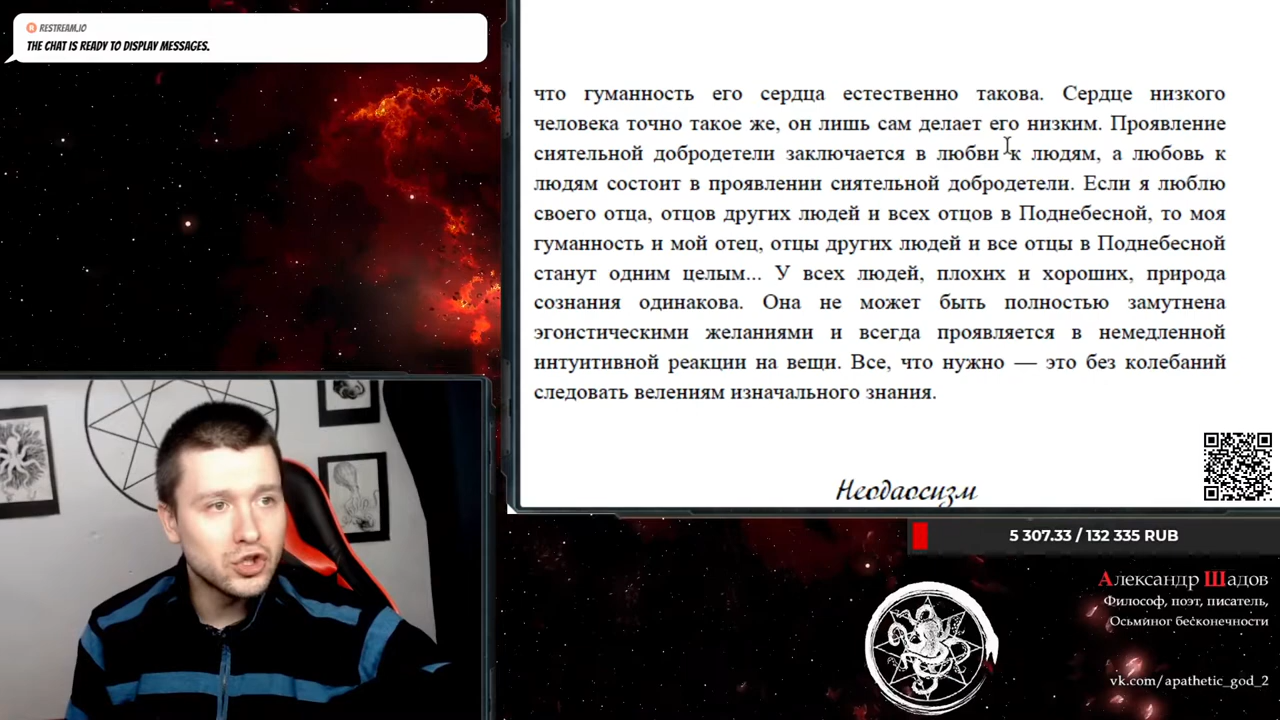 RESTREAM.IO
THE CHAT IS READY TO DISPLAY MESSAGES.
что гуманность его сердца естественно такова. Сердце низкого
человека точно такое же, он лишь сам делает его низким. Проявление
сиятельной добродетели заключается в любви к людям, а любовь к
людям состоит в проявлении сиятельной добродетели. Если я люблю
своего отца, отцов других людей и всех отцов в Поднебесной, то моя
гуманность и мой отец, отцы других людей и все отцы в Поднебесной
станут одним целым... У всех людей, плохих и хороших, природа
сознания одинакова. Она не может быть полностью замутнена
эгоистическими желаниями и всегда проявляется в немедленной
интуитивной реакции на вещи. Все, что нужно — это без колебаний
следовать велениям изначального знания.
Неодаосизм
5 307.33 / 132 335 RUB
Александр Шадов
Философ, поэт, писатель,
Осьминог бесконечности
vk.com/apathetic_god_2